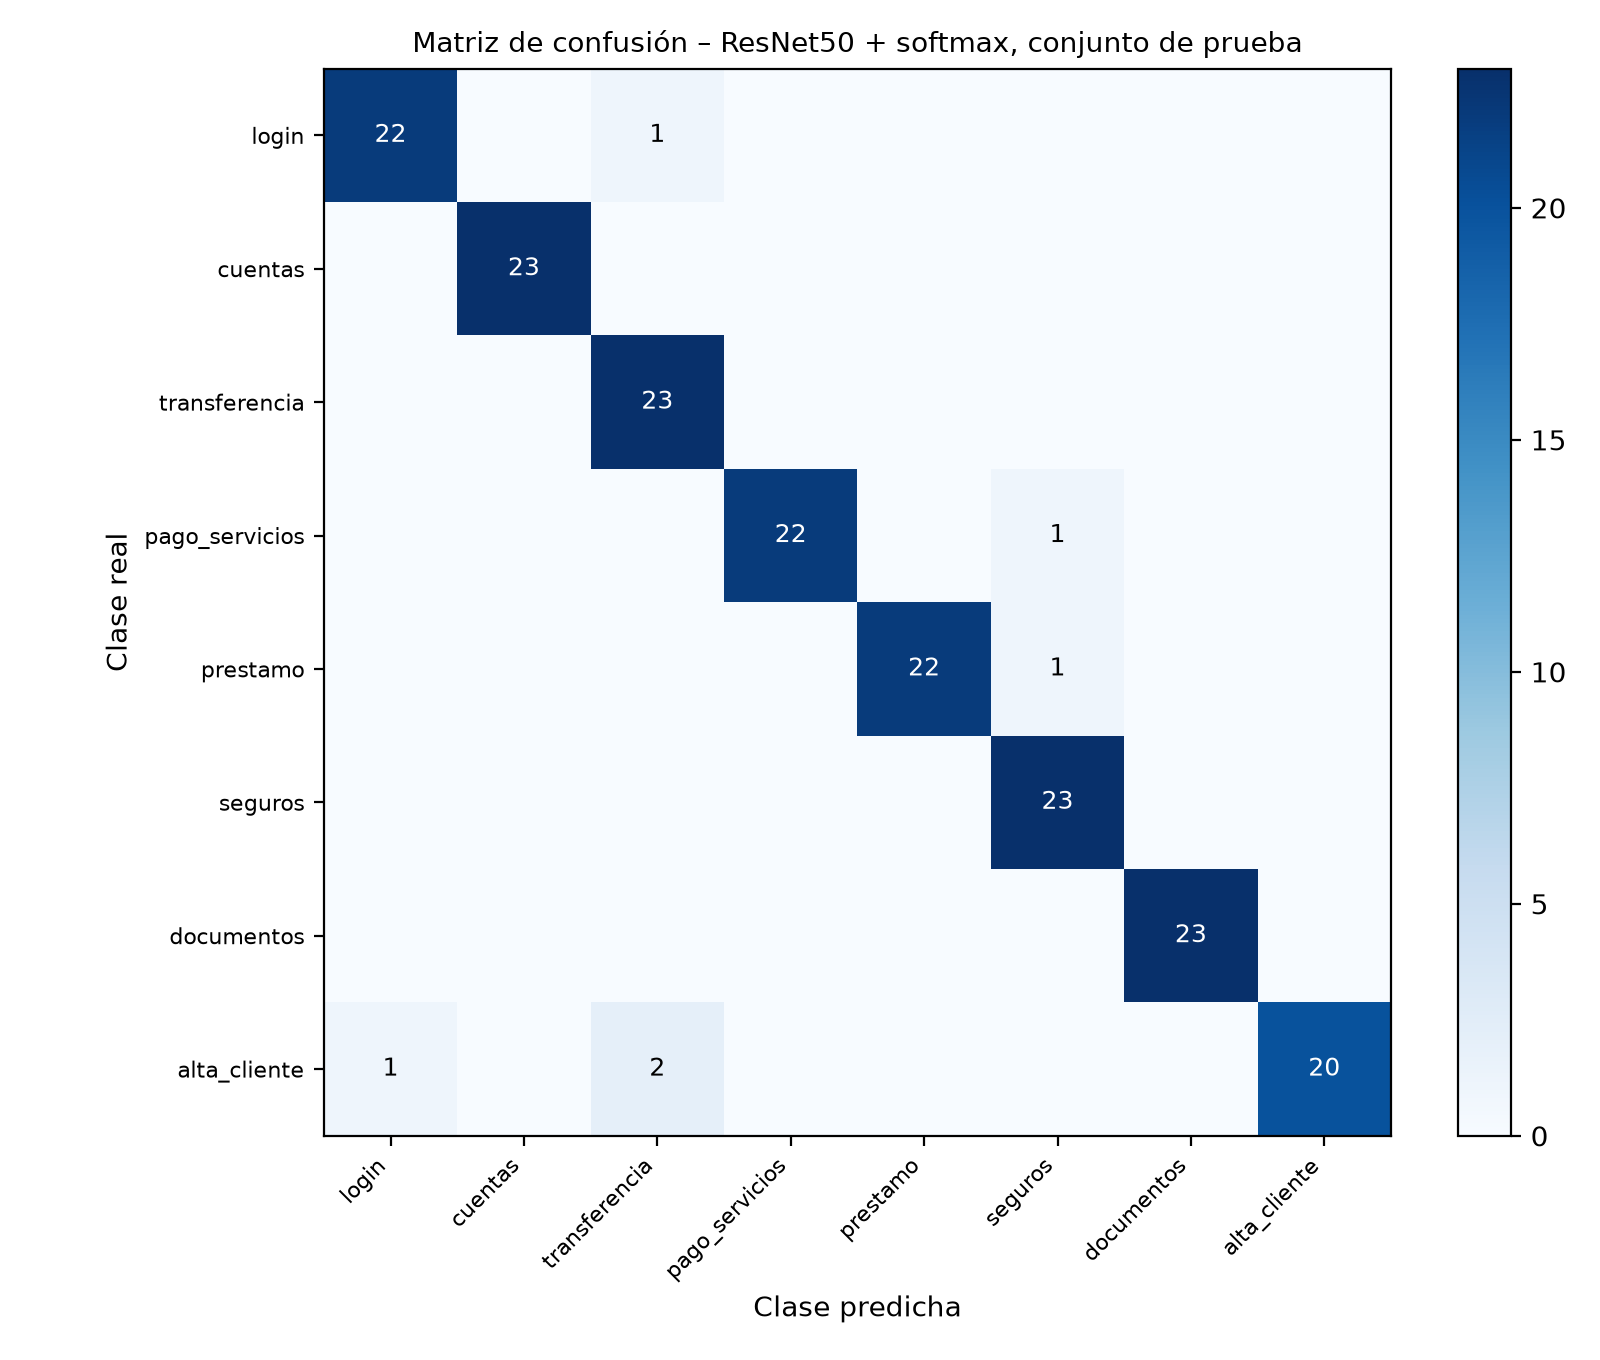 Matriz de confusión – ResNet50 + softmax, conjunto de prueba
login
22
1
cuentas
23
transferencia
23
pago_servicios
22
1
prestamo
22
1
seguros
23
documentos
23
alta_cliente
1
2
20
Clase real
login
cuentas
transferencia
pago_servicios
prestamo
seguros
documentos
alta_cliente
Clase predicha
20
15
10
5
0